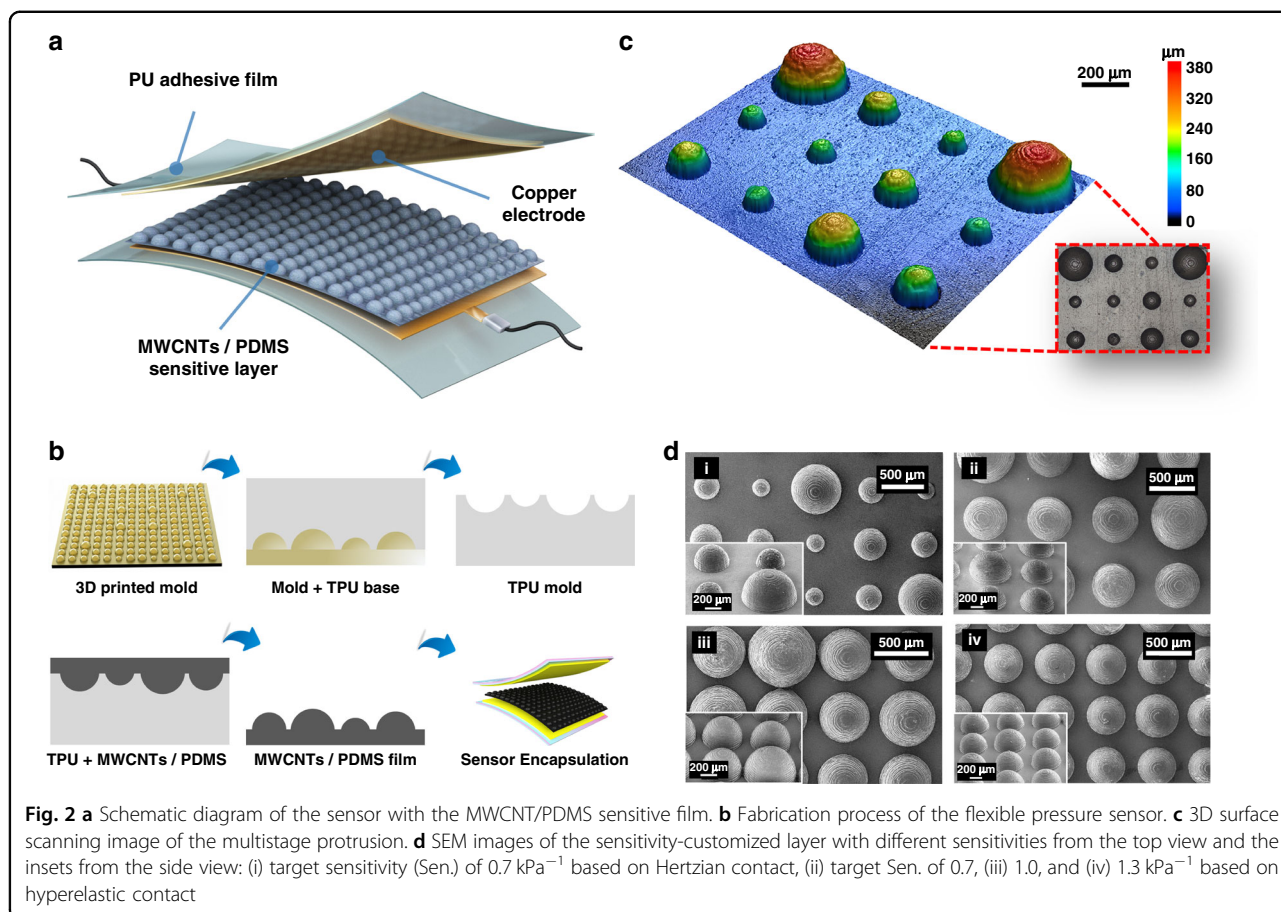 a
PU adhesive film
Copper
electrode
MWCNTs / PDMS
sensitive layer
c
200 µm
µm
380
320
240
160
80
0
b
3D printed mold
Mold + TPU base
TPU mold
TPU + MWCNTs / PDMS
MWCNTs / PDMS film
Sensor Encapsulation
d
i
500 µm
200 µm
ii
500 µm
200 µm
iii
500 µm
200 µm
iv
500 µm
200 µm
Fig. 2 a Schematic diagram of the sensor with the MWCNT/PDMS sensitive film. b Fabrication process of the flexible pressure sensor. c 3D surface
scanning image of the multistage protrusion. d SEM images of the sensitivity-customized layer with different sensitivities from the top view and the
insets from the side view: (i) target sensitivity (Sen.) of 0.7 kPa⁻¹ based on Hertzian contact, (ii) target Sen. of 0.7, (iii) 1.0, and (iv) 1.3 kPa⁻¹ based on
hyperelastic contact